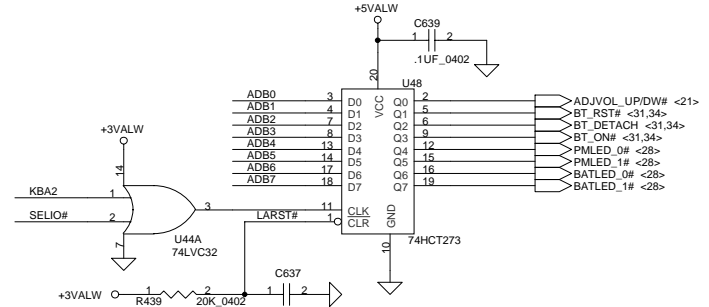 +5VALW
C639
1 2
.1UF_0402
20
U48
VCC
ADB0 3 D0 Q0 2 ADJVOL_UP/DW# <21>
ADB1 4 D1 Q1 5 BT_RST# <31,34>
ADB2 7 D2 Q2 6 BT_DETACH <31,34>
ADB3 8 D3 Q3 9 BT_ON# <31,34>
ADB4 13 D4 Q4 12 PMLED_0# <28>
ADB5 14 D5 Q5 15 PMLED_1# <28>
ADB6 17 D6 Q6 16 BATLED_0# <28>
ADB7 18 D7 Q7 19 BATLED_1# <28>
+3VALW
14
KBA2 1
SELIO# 2
3
7
U44A
74LVC32
11 CLK
LARST# 1 CLR
GND
10
74HCT273
+3VALW
1 2
R439 20K_0402
C637
1 2